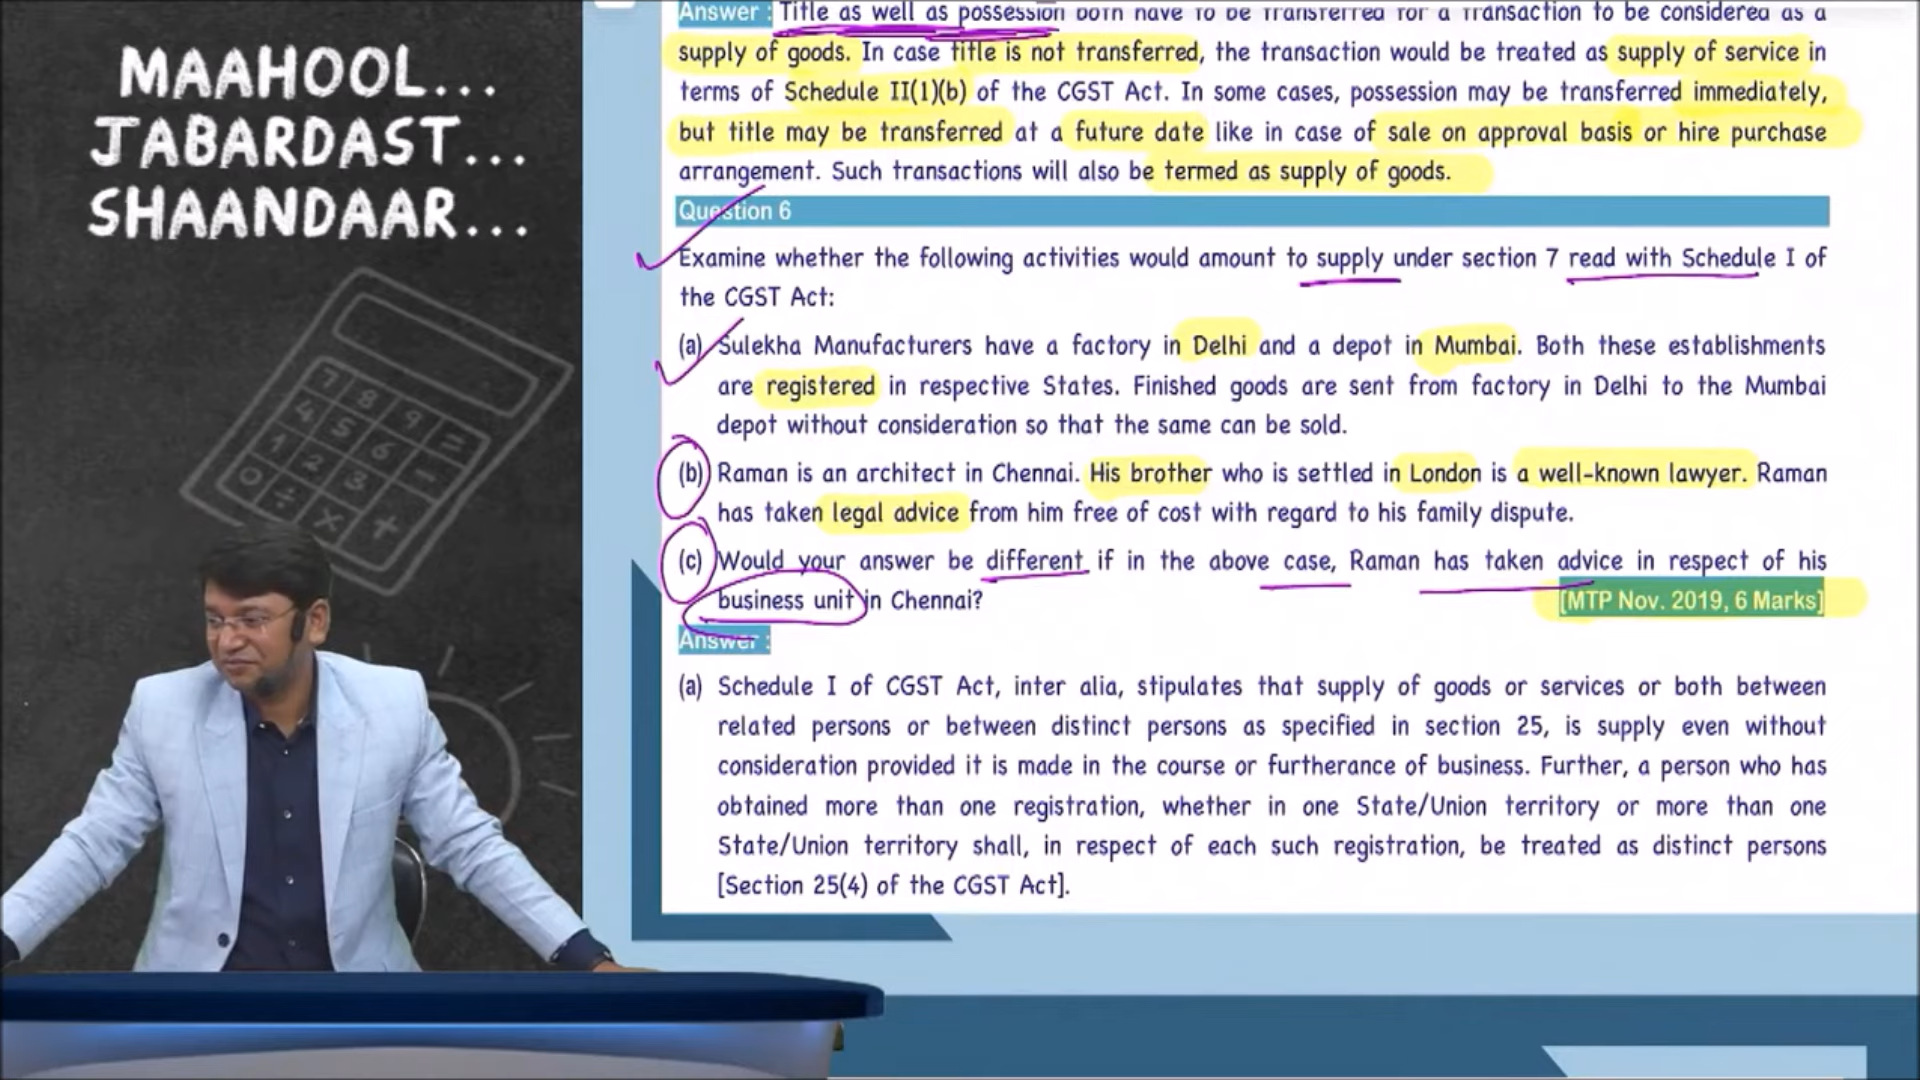 MAAHOOL...
JABARDAST...
SHAANDAAR...
Answer : Title as well as possession both have to be transferred for a transaction to be considered as a
supply of goods. In case title is not transferred, the transaction would be treated as supply of service in
terms of Schedule II(1)(b) of the CGST Act. In some cases, possession may be transferred immediately,
but title may be transferred at a future date like in case of sale on approval basis or hire purchase
arrangement. Such transactions will also be termed as supply of goods.
Question 6
Examine whether the following activities would amount to supply under section 7 read with Schedule I of
the CGST Act:
(a) Sulekha Manufacturers have a factory in Delhi and a depot in Mumbai. Both these establishments
are registered in respective States. Finished goods are sent from factory in Delhi to the Mumbai
depot without consideration so that the same can be sold.
(b) Raman is an architect in Chennai. His brother who is settled in London is a well-known lawyer. Raman
has taken legal advice from him free of cost with regard to his family dispute.
(c) Would your answer be different if in the above case, Raman has taken advice in respect of his
business unit in Chennai? [MTP Nov. 2019, 6 Marks]
Answer :
(a) Schedule I of CGST Act, inter alia, stipulates that supply of goods or services or both between
related persons or between distinct persons as specified in section 25, is supply even without
consideration provided it is made in the course or furtherance of business. Further, a person who has
obtained more than one registration, whether in one State/Union territory or more than one
State/Union territory shall, in respect of each such registration, be treated as distinct persons
[Section 25(4) of the CGST Act].
7 8 9 =
4 5 6 -
1 2 3
0 ÷ × +